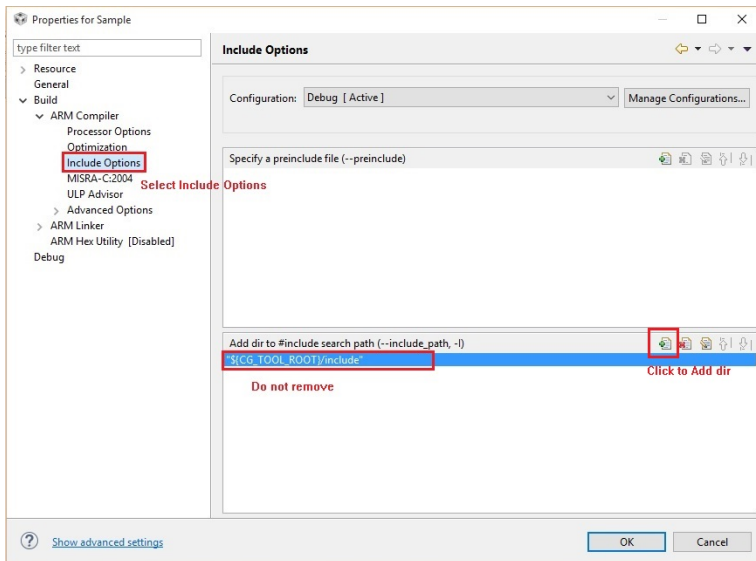 Properties for Sample
type filter text
Resource
General
Build
ARM Compiler
Processor Options
Optimization
Include Options
MISRA-C:2004
ULP Advisor
Advanced Options
ARM Linker
ARM Hex Utility [Disabled]
Debug
Select Include Options
Include Options
Configuration: Debug [ Active ]
Manage Configurations...
Specify a preinclude file (--preinclude)
Add dir to #include search path (--include_path, -I)
"${CG_TOOL_ROOT}/include"
Click to Add dir
Do not remove
Show advanced settings
OK
Cancel